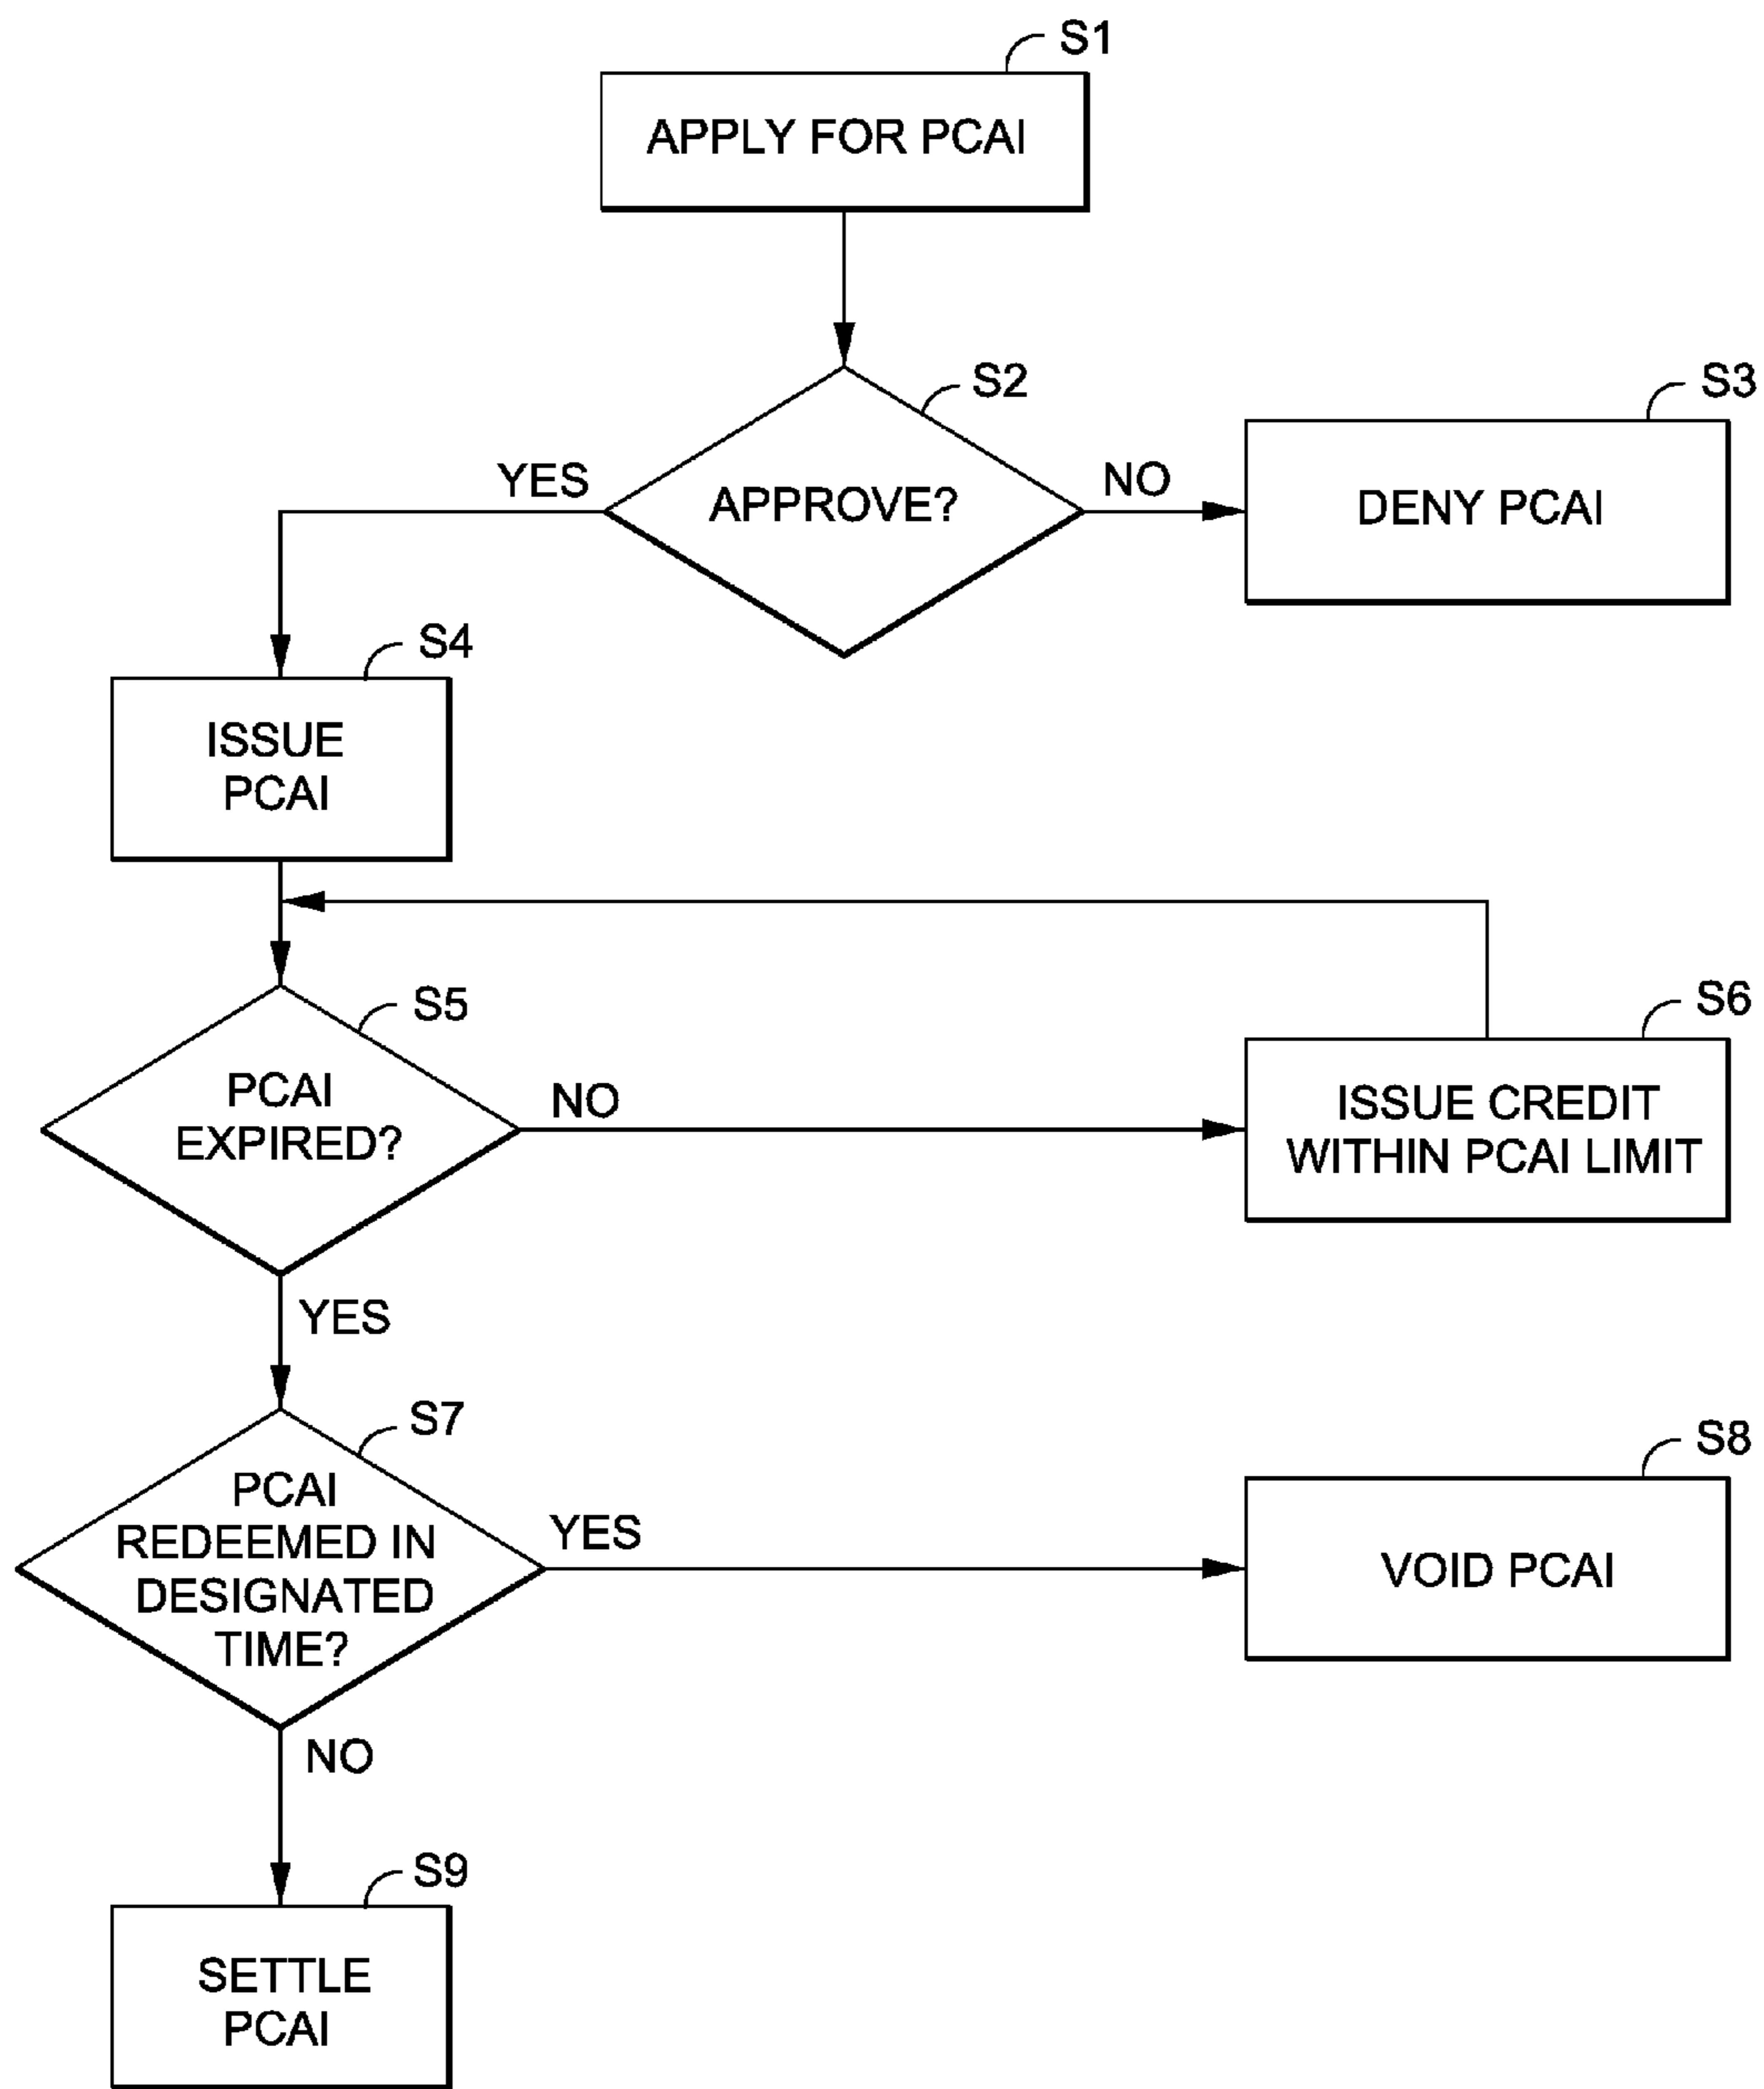 S1
APPLY FOR PCAI
S2
APPROVE?
YES
NO
S3
DENY PCAI
S4
ISSUE
PCAI
S5
PCAI
EXPIRED?
NO
S6
ISSUE CREDIT
WITHIN PCAI LIMIT
YES
S7
PCAI
REDEEMED IN
DESIGNATED
TIME?
YES
S8
VOID PCAI
NO
S9
SETTLE
PCAI